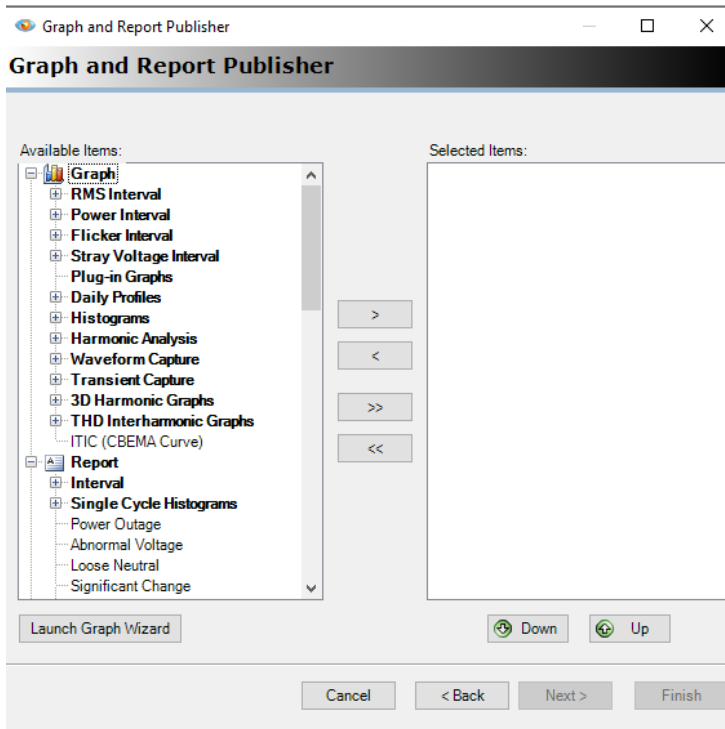 Graph and Report Publisher
Graph and Report Publisher
Available Items:
Selected Items:
Graph
RMS Interval
Power Interval
Flicker Interval
Stray Voltage Interval
Plug-in Graphs
Daily Profiles
Histograms
Harmonic Analysis
Waveform Capture
Transient Capture
3D Harmonic Graphs
THD Interharmonic Graphs
ITIC (CBEMA Curve)
Report
Interval
Single Cycle Histograms
Power Outage
Abnormal Voltage
Loose Neutral
Significant Change
>
<
>>
<<
Launch Graph Wizard
Down
Up
Cancel
< Back
Next >
Finish